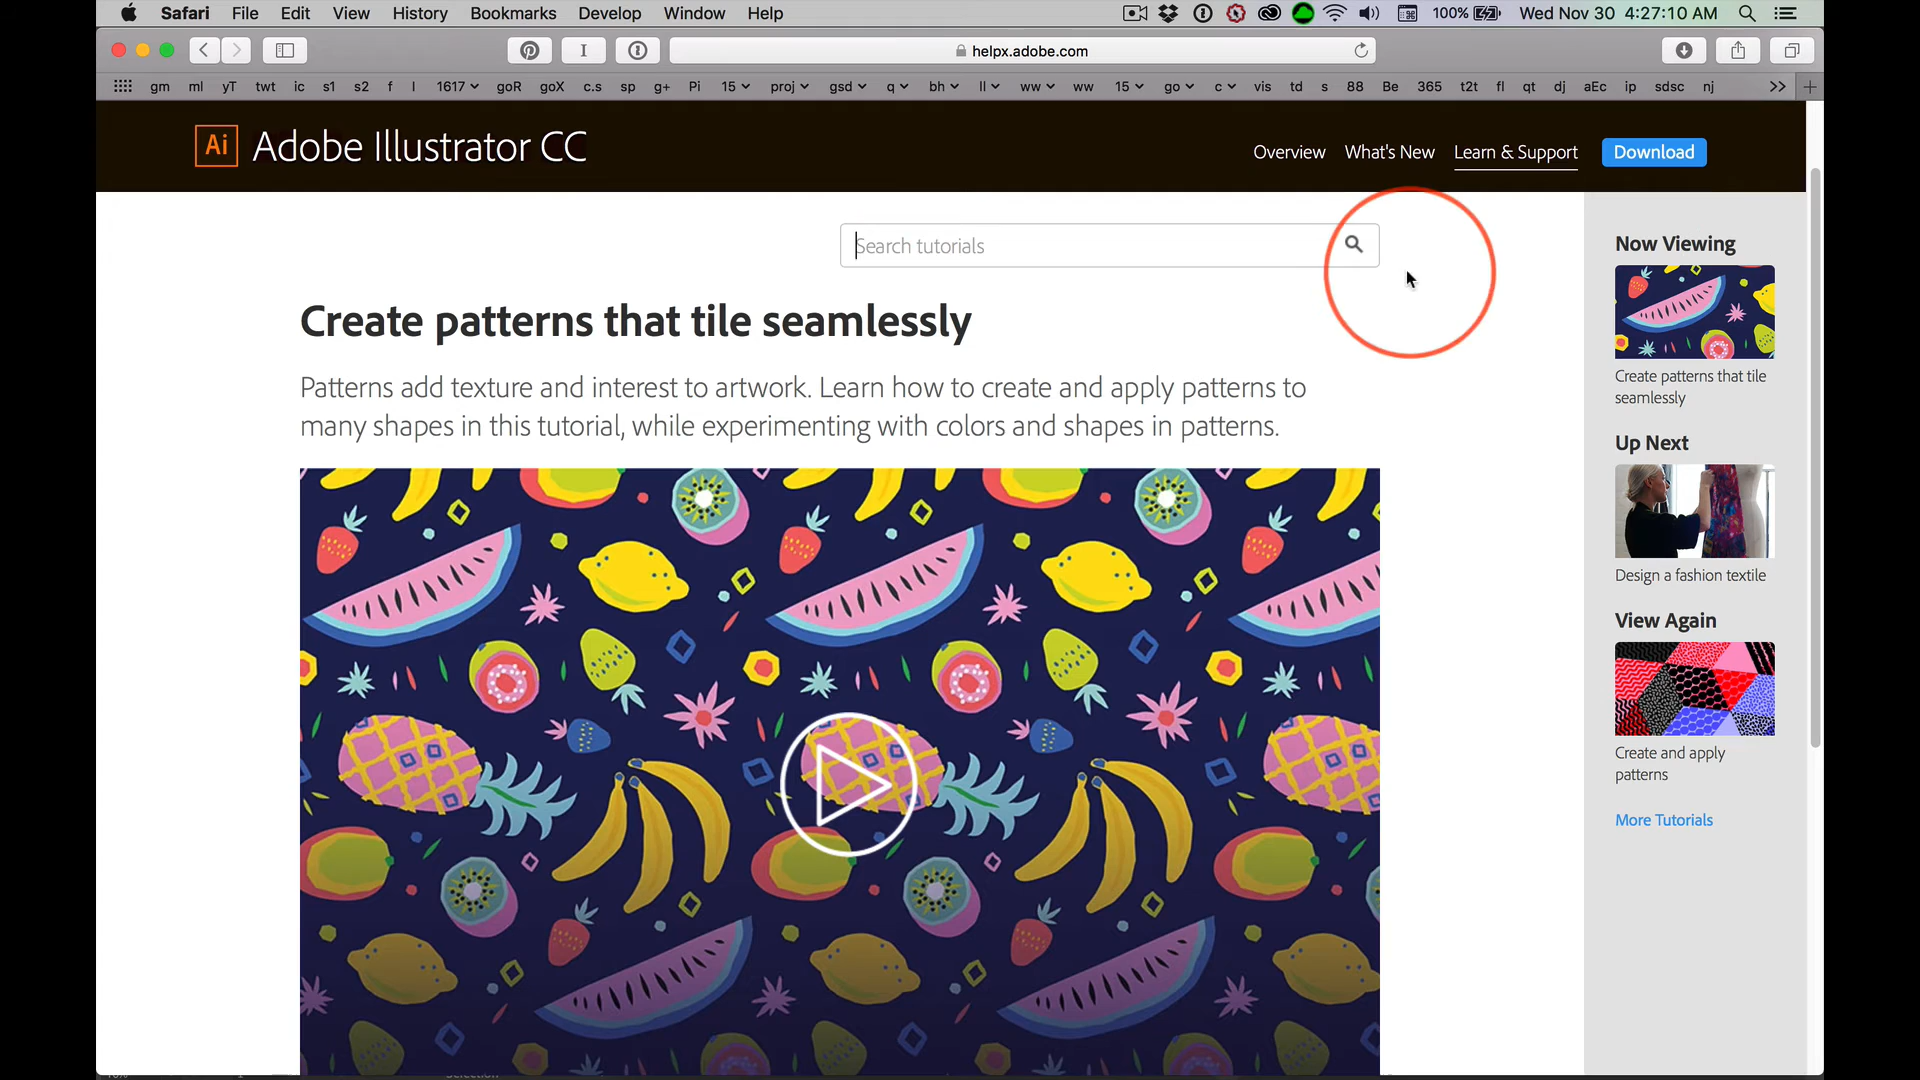 Safari File Edit View History Bookmarks Develop Window Help 100% Wed Nov 30 4:27:10 AM
helpx.adobe.com
gm ml yT twt ic s1 s2 f I 1617 goR goX c.s sp g+ Pi 15 proj gsd q bh ll ww ww 15 go c vis td s 88 Be 365 t2t fl qt dj aEc ip sdsc nj
Ai Adobe Illustrator CC
Overview What's New Learn & Support Download
Search tutorials
Create patterns that tile seamlessly
Patterns add texture and interest to artwork. Learn how to create and apply patterns to
many shapes in this tutorial, while experimenting with colors and shapes in patterns.
Now Viewing
Create patterns that tile
seamlessly
Up Next
Design a fashion textile
View Again
Create and apply
patterns
More Tutorials